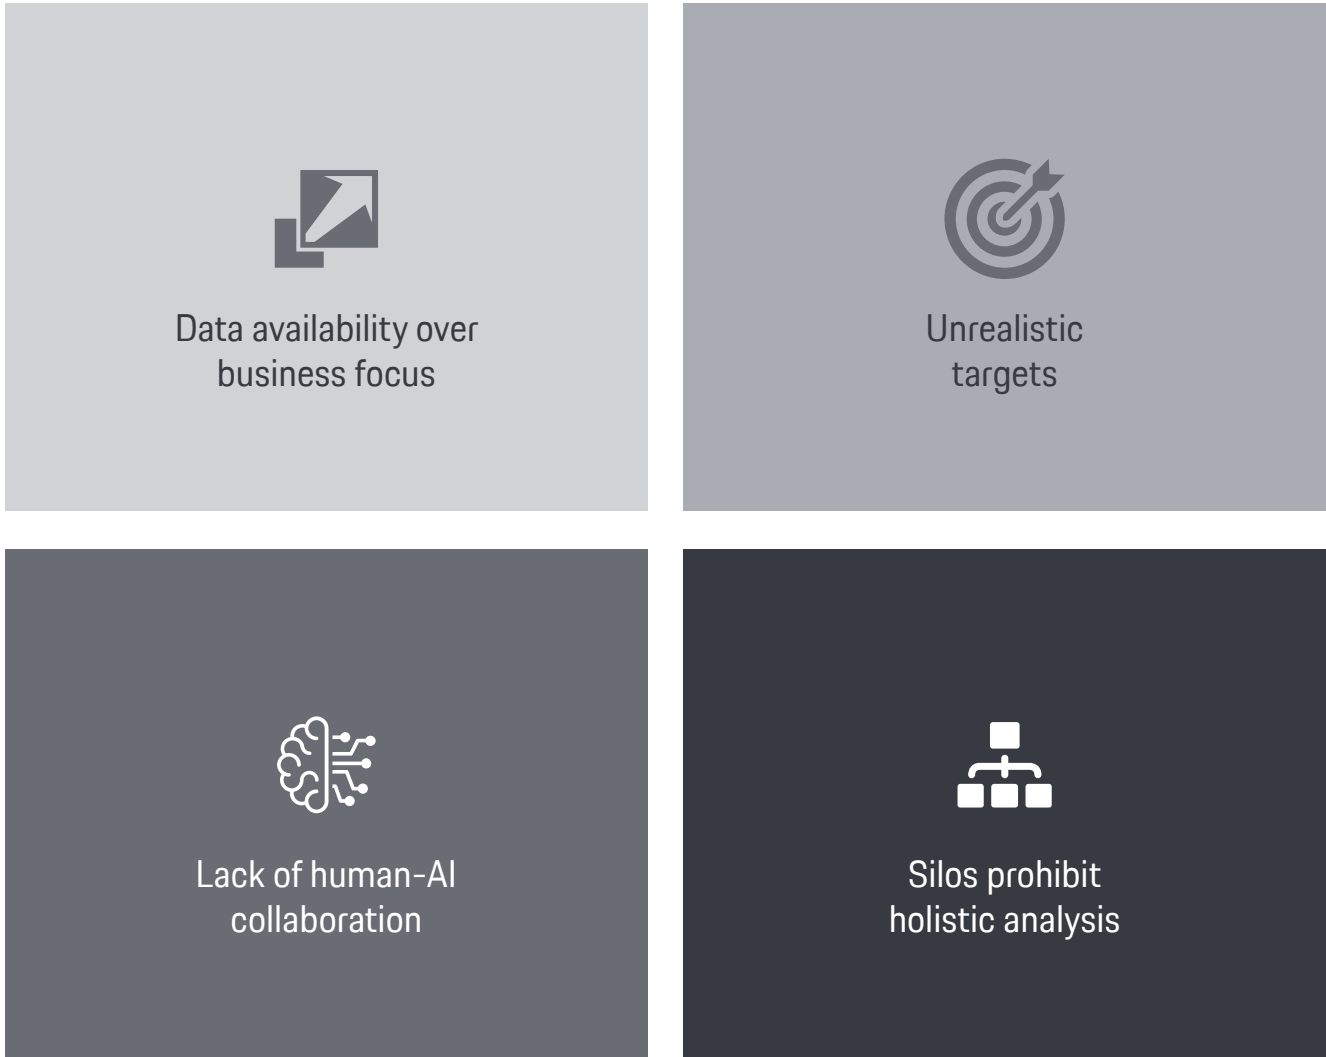 Data availability over
business focus
Unrealistic
targets
Lack of human-AI
collaboration
Silos prohibit
holistic analysis